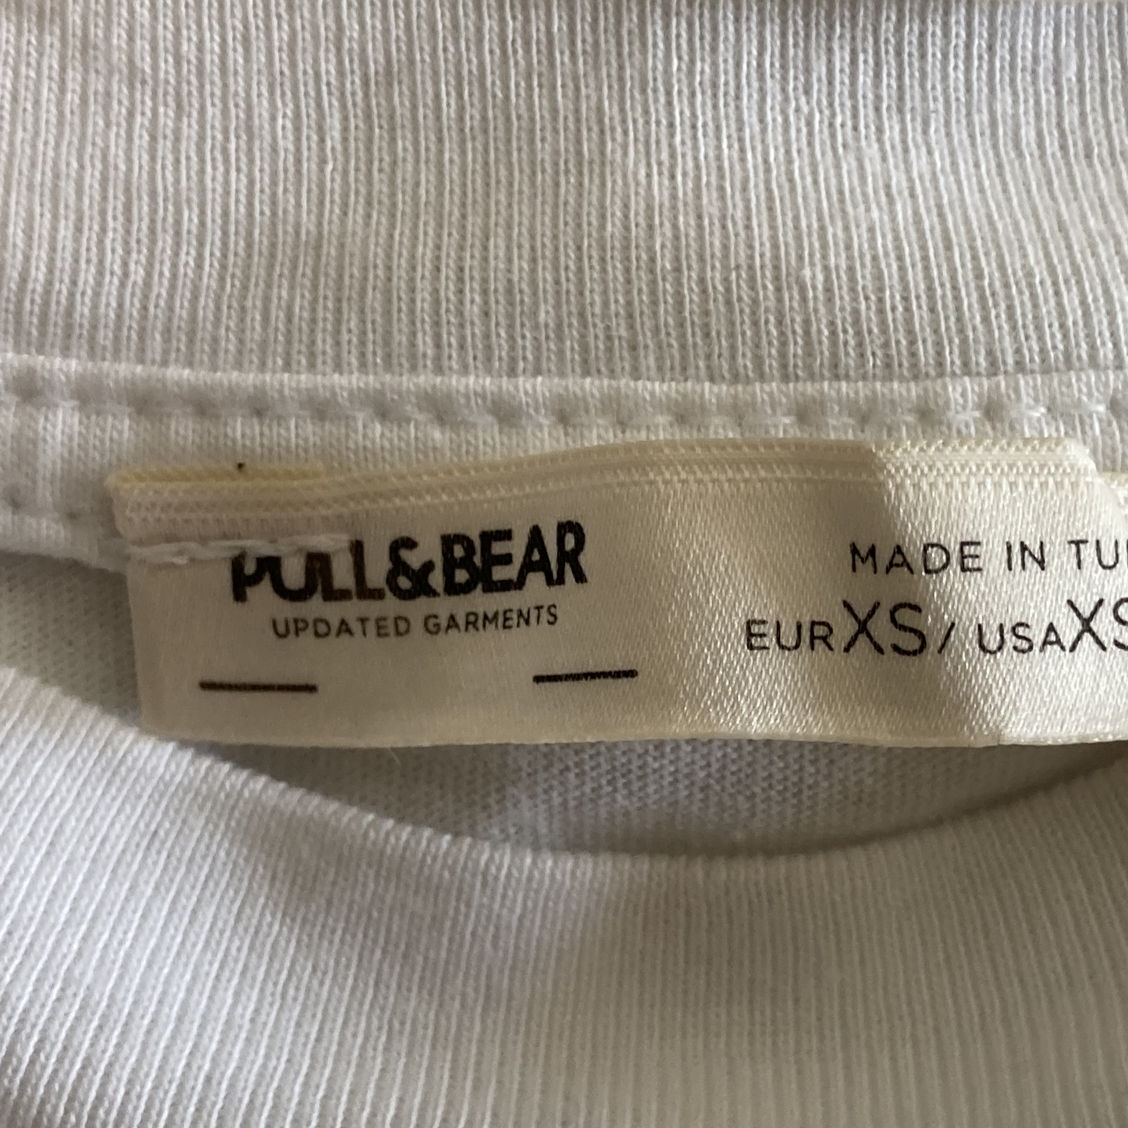 PULL&BEAR
UPDATED GARMENTS
MADE IN TU
EUR XS / USA XS